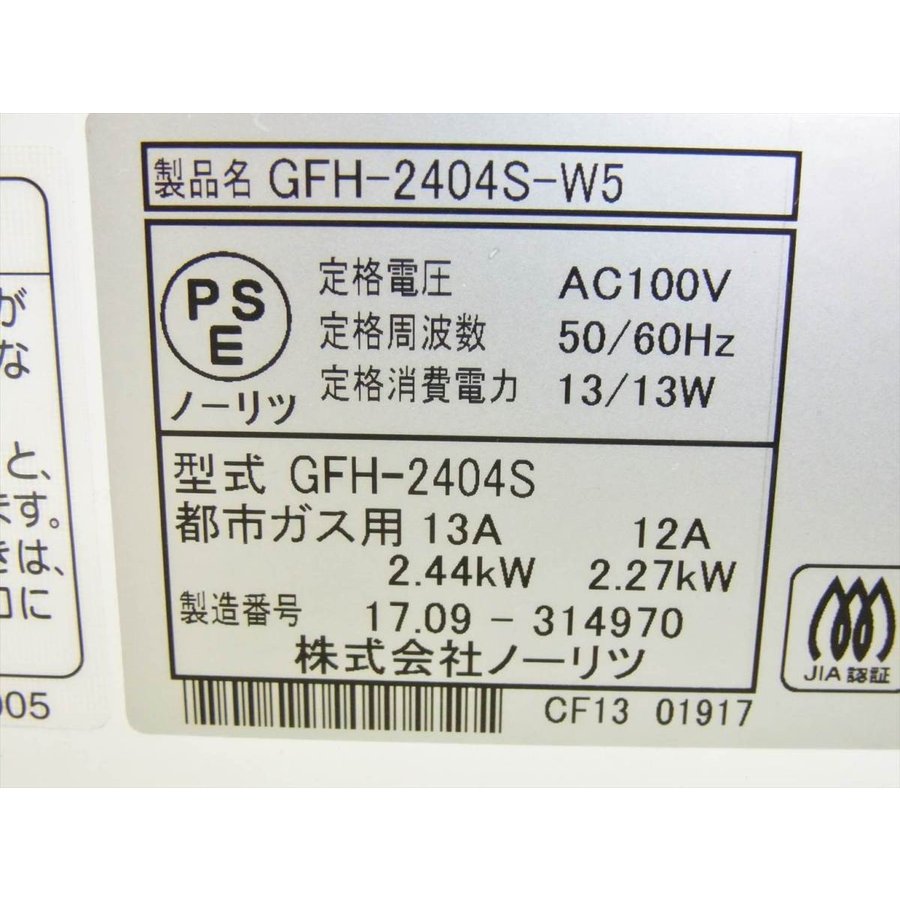 製品名 GFH-2404S-W5
PS
E
ノーリツ
定格電圧 AC100V
定格周波数 50/60Hz
定格消費電力 13/13W
型式 GFH-2404S
都市ガス用 13A 12A
2.44kW 2.27kW
製造番号 17.09 - 314970
株式会社ノーリツ
CF13 01917
JIA 認証
が
な
と、
ます。
きは、
口に
005